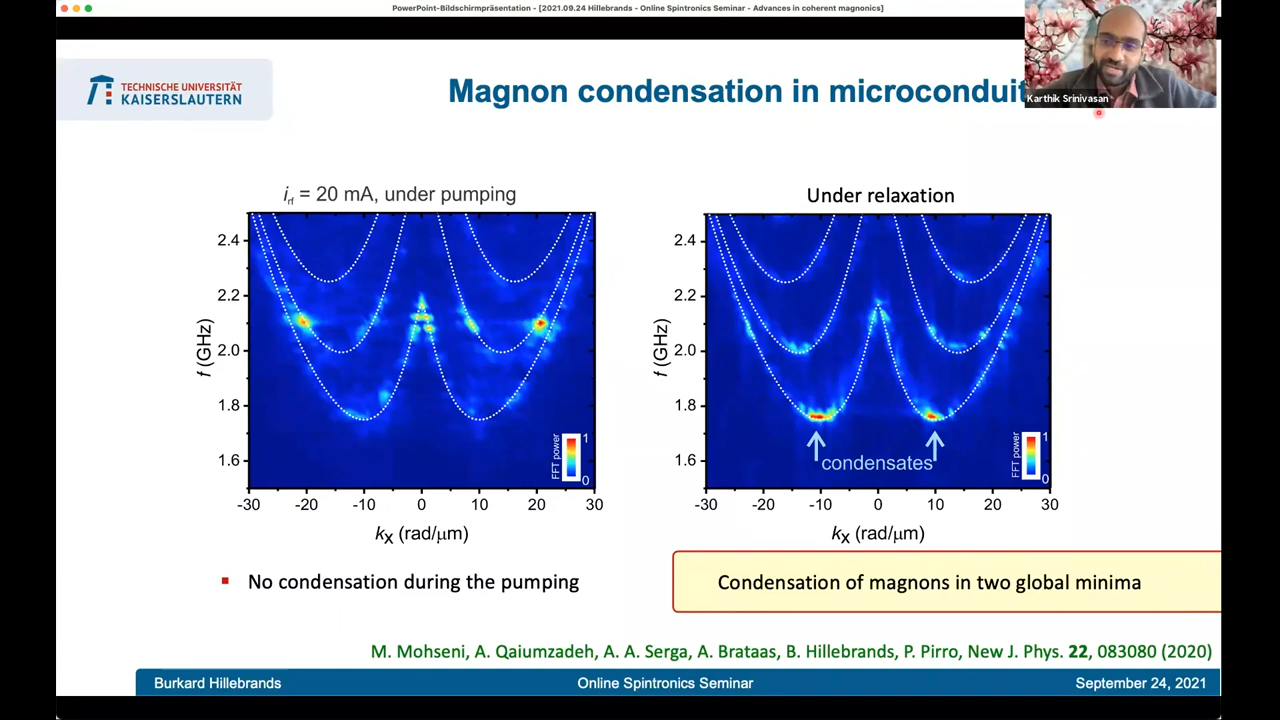 PowerPoint-Bildschirmpräsentation - [2021.09.24 Hillebrands - Online Spintronics Seminar - Advances in coherent magnonics]
TECHNISCHE UNIVERSITÄT
KAISERSLAUTERN
Magnon condensation in microconduit
Karthik Srinivasan
i_rf = 20 mA, under pumping
Under relaxation
f (GHz)
2.4
2.2
2.0
1.8
1.6
FFT power
1
0
-30 -20 -10 0 10 20 30
kx (rad/μm)
f (GHz)
2.4
2.2
2.0
1.8
1.6
condensates
FFT power
1
0
-30 -20 -10 0 10 20 30
kx (rad/μm)
▪ No condensation during the pumping
Condensation of magnons in two global minima
M. Mohseni, A. Qaiumzadeh, A. A. Serga, A. Brataas, B. Hillebrands, P. Pirro, New J. Phys. 22, 083080 (2020)
Burkard Hillebrands Online Spintronics Seminar September 24, 2021